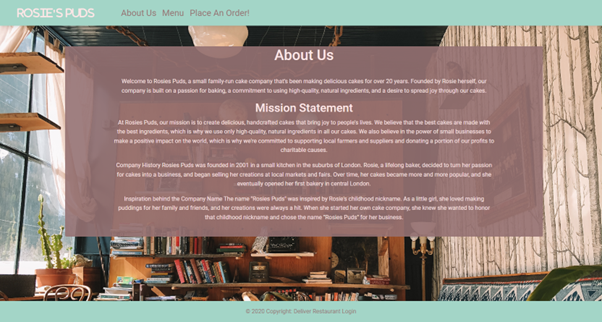 ROSIE'S PUDS
About Us Menu Place An Order!
About Us
Welcome to Rosies Puds, a small family-run cake company that's been making delicious cakes for over 20 years. Founded by Rosie herself, our
company is built on a passion for baking, a commitment to using high-quality, natural ingredients, and a desire to spread joy through our cakes.
Mission Statement
At Rosies Puds, our mission is to create delicious, handcrafted cakes that bring joy to people's lives. We believe that the best cakes are made with
the best ingredients, which is why we use only high-quality, natural ingredients in all our cakes. We also believe in the power of small businesses to
make a positive impact on the world, which is why we're committed to supporting local farmers and suppliers and donating a portion of our profits to
charitable causes.
Company History Rosies Puds was founded in 2001 in a small kitchen in the suburbs of London. Rosie, a lifelong baker, decided to turn her passion
for cakes into a business, and began selling her creations at local markets and fairs. Over time, her cakes became more and more popular, and she
eventually opened her first bakery in central London.
Inspiration behind the Company Name The name "Rosies Puds" was inspired by Rosie's childhood nickname. As a little girl, she loved making
puddings for her family and friends, and her creations were always a hit. When she started her own cake company, she knew she wanted to honor
that childhood nickname and chose the name "Rosies Puds" for her business.
© 2020 Copyright: Deliver Restaurant Login